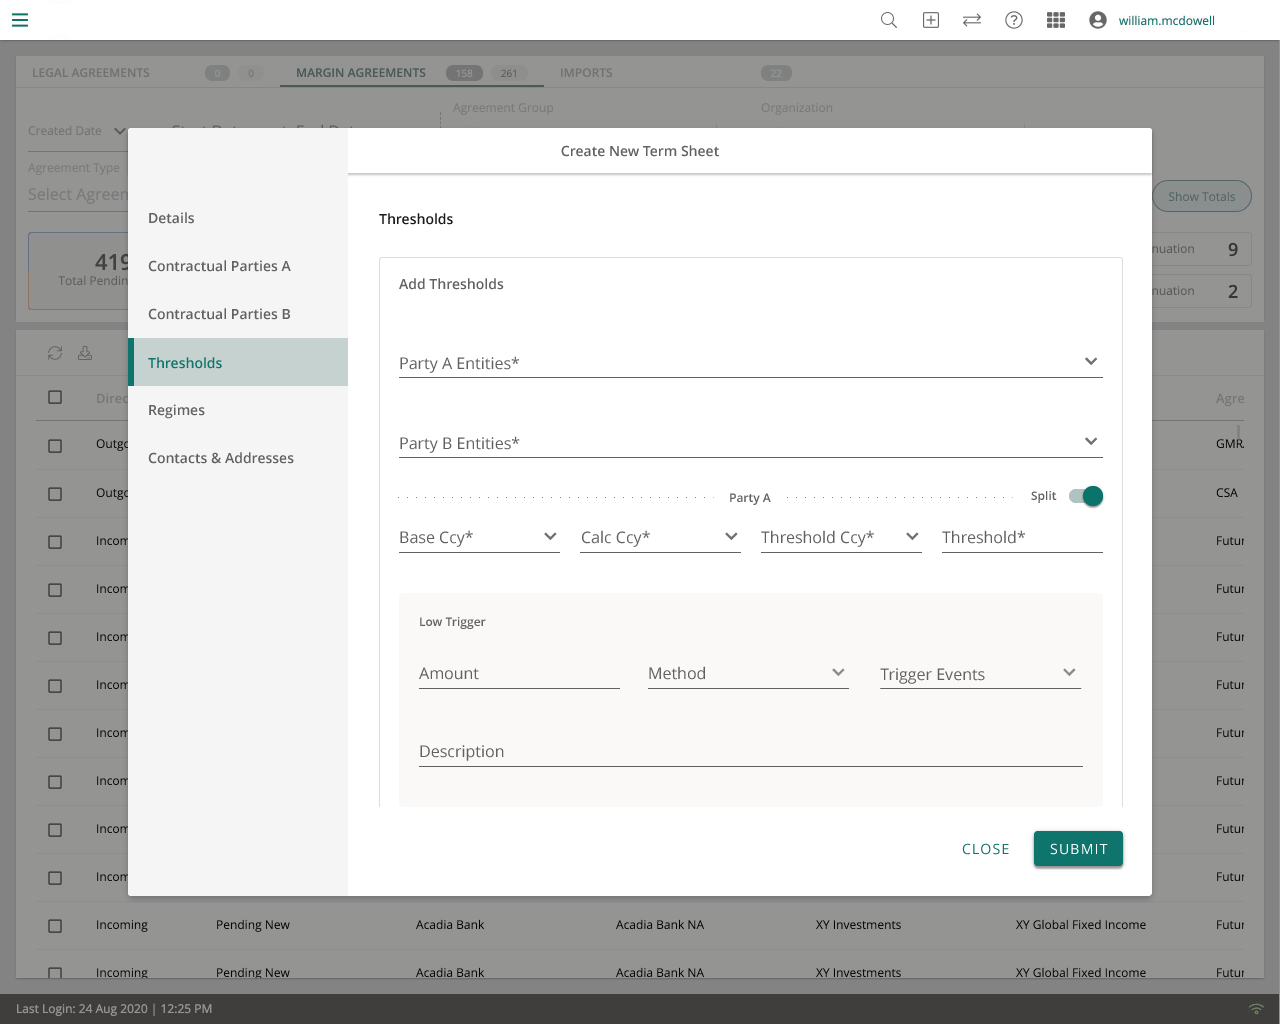 william.mcdowell
LEGAL AGREEMENTS 0 0 MARGIN AGREEMENTS 158 261 IMPORTS 22
Agreement Group Organization
Created Date
Agreement Type
Select Agreen
Show Totals
419
Total Pendin
nuation 9
nuation 2
Create New Term Sheet
Details
Contractual Parties A
Contractual Parties B
Thresholds
Regimes
Contacts & Addresses
Thresholds
Add Thresholds
Party A Entities*
Party B Entities*
Party A Split
Base Ccy* Calc Ccy* Threshold Ccy* Threshold*
Low Trigger
Amount Method Trigger Events
Description
CLOSE SUBMIT
Direc Agre
Outgo GMR
Outgo CSA
Incom Futur
Incom Futur
Incom Futur
Incom Futur
Incom Futur
Incom Futur
Incom Futur
Incom Futur
Incoming Pending New Acadia Bank Acadia Bank NA XY Investments XY Global Fixed Income Futur
Incoming Pending New Acadia Bank Acadia Bank NA XY Investments XY Global Fixed Income Futur
Last Login: 24 Aug 2020 | 12:25 PM